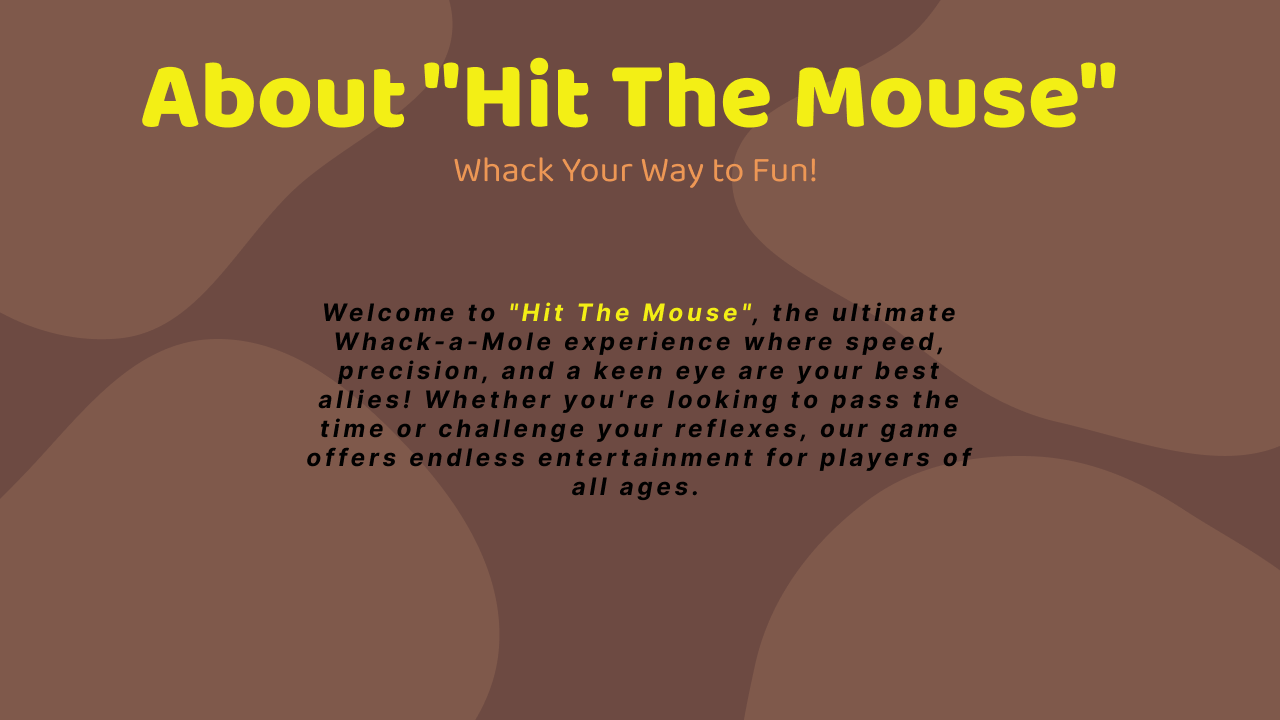 About "Hit The Mouse"
Whack Your Way to Fun!
Welcome to "Hit The Mouse", the ultimate
Whack-a-Mole experience where speed,
precision, and a keen eye are your best
allies! Whether you're looking to pass the
time or challenge your reflexes, our game
offers endless entertainment for players of
all ages.